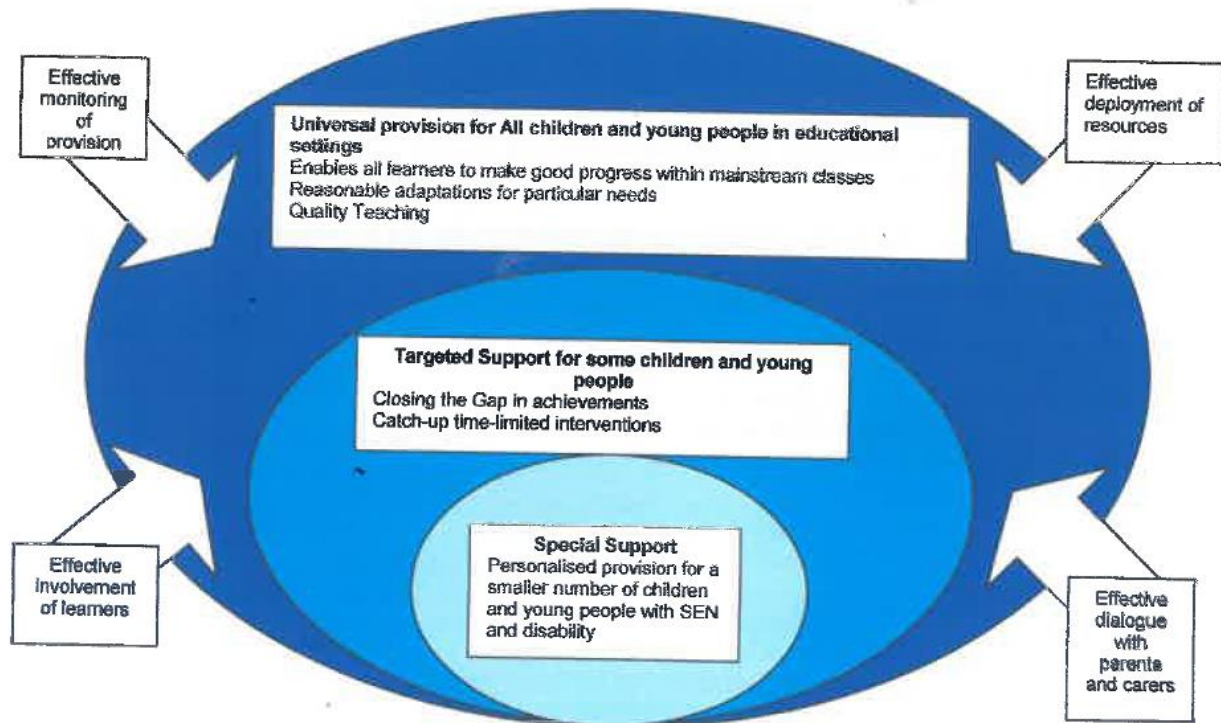 Effective
monitoring
of
provision
Effective
deployment of
resources
Universal provision for All children and young people in educational
settings
Enables all learners to make good progress within mainstream classes
Reasonable adaptations for particular needs
Quality Teaching
Targeted Support for some children and young
people
Closing the Gap in achievements
Catch-up time-limited interventions
Special Support
Personalised provision for a
smaller number of children
and young people with SEN
and disability
Effective
involvement
of learners
Effective
dialogue
with
parents
and carers